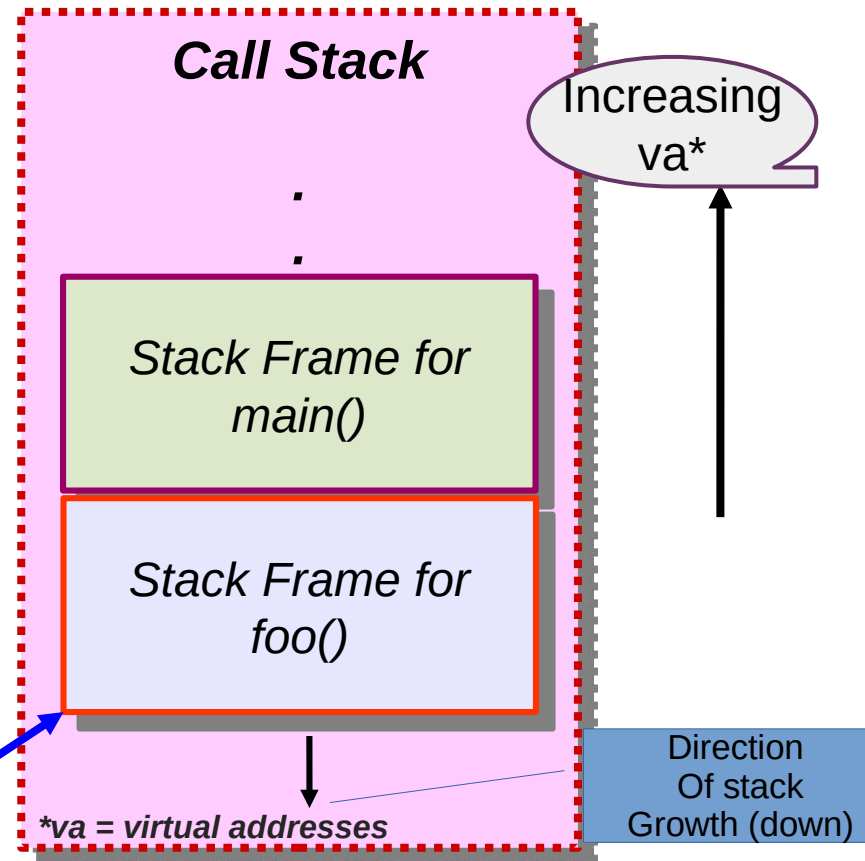 Call Stack
Increasing
va*
.
.
Stack Frame for
main()
Stack Frame for
foo()
Direction
Of stack
Growth (down)
*va = virtual addresses